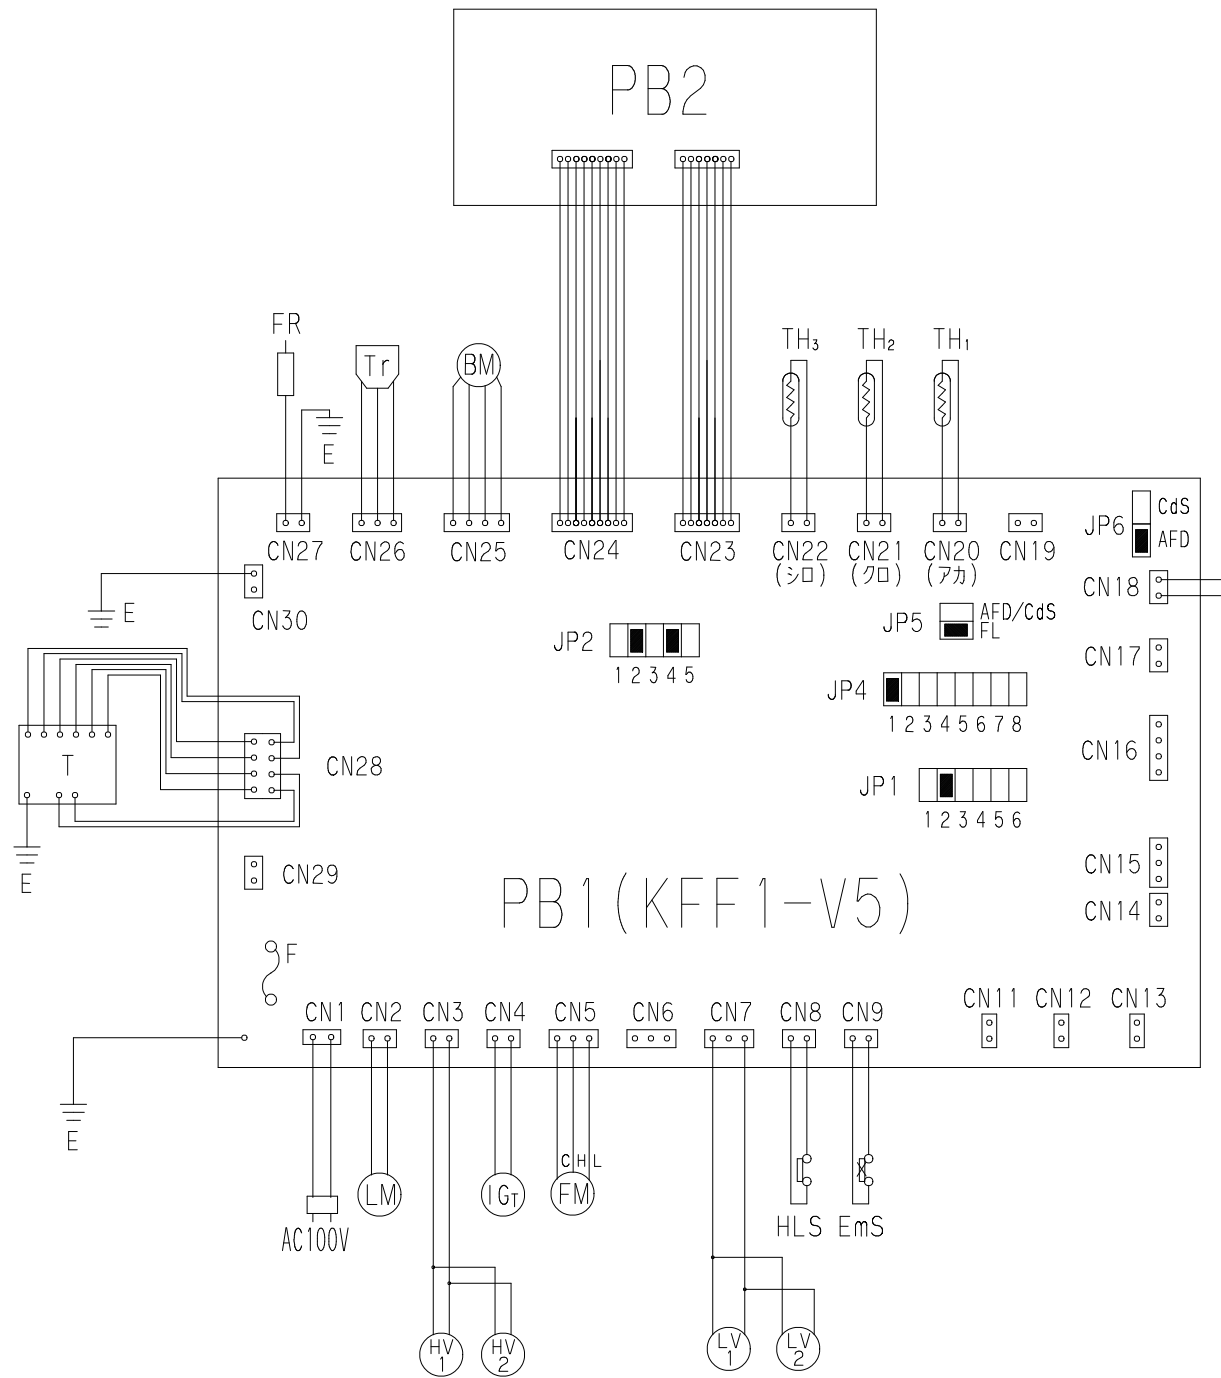 PB2
FR
Tr
BM
TH3
TH2
TH1
E
CN27
CN26
CN25
CN24
CN23
CN22
(シロ)
CN21
(クロ)
CN20
(アカ)
CN19
JP6
CdS
AFD
CN18
E
CN30
JP2
1 2 3 4 5
JP5
AFD/CdS
FL
CN17
JP4
1 2 3 4 5 6 7 8
T
CN28
CN16
JP1
1 2 3 4 5 6
E
CN29
CN15
CN14
PB1(KFF1-V5)
F
CN1
CN2
CN3
CN4
CN5
CN6
CN7
CN8
CN9
CN11
CN12
CN13
E
C H L
LM
IGT
FM
AC100V
HLS
EmS
HV
1
HV
2
LV
1
LV
2